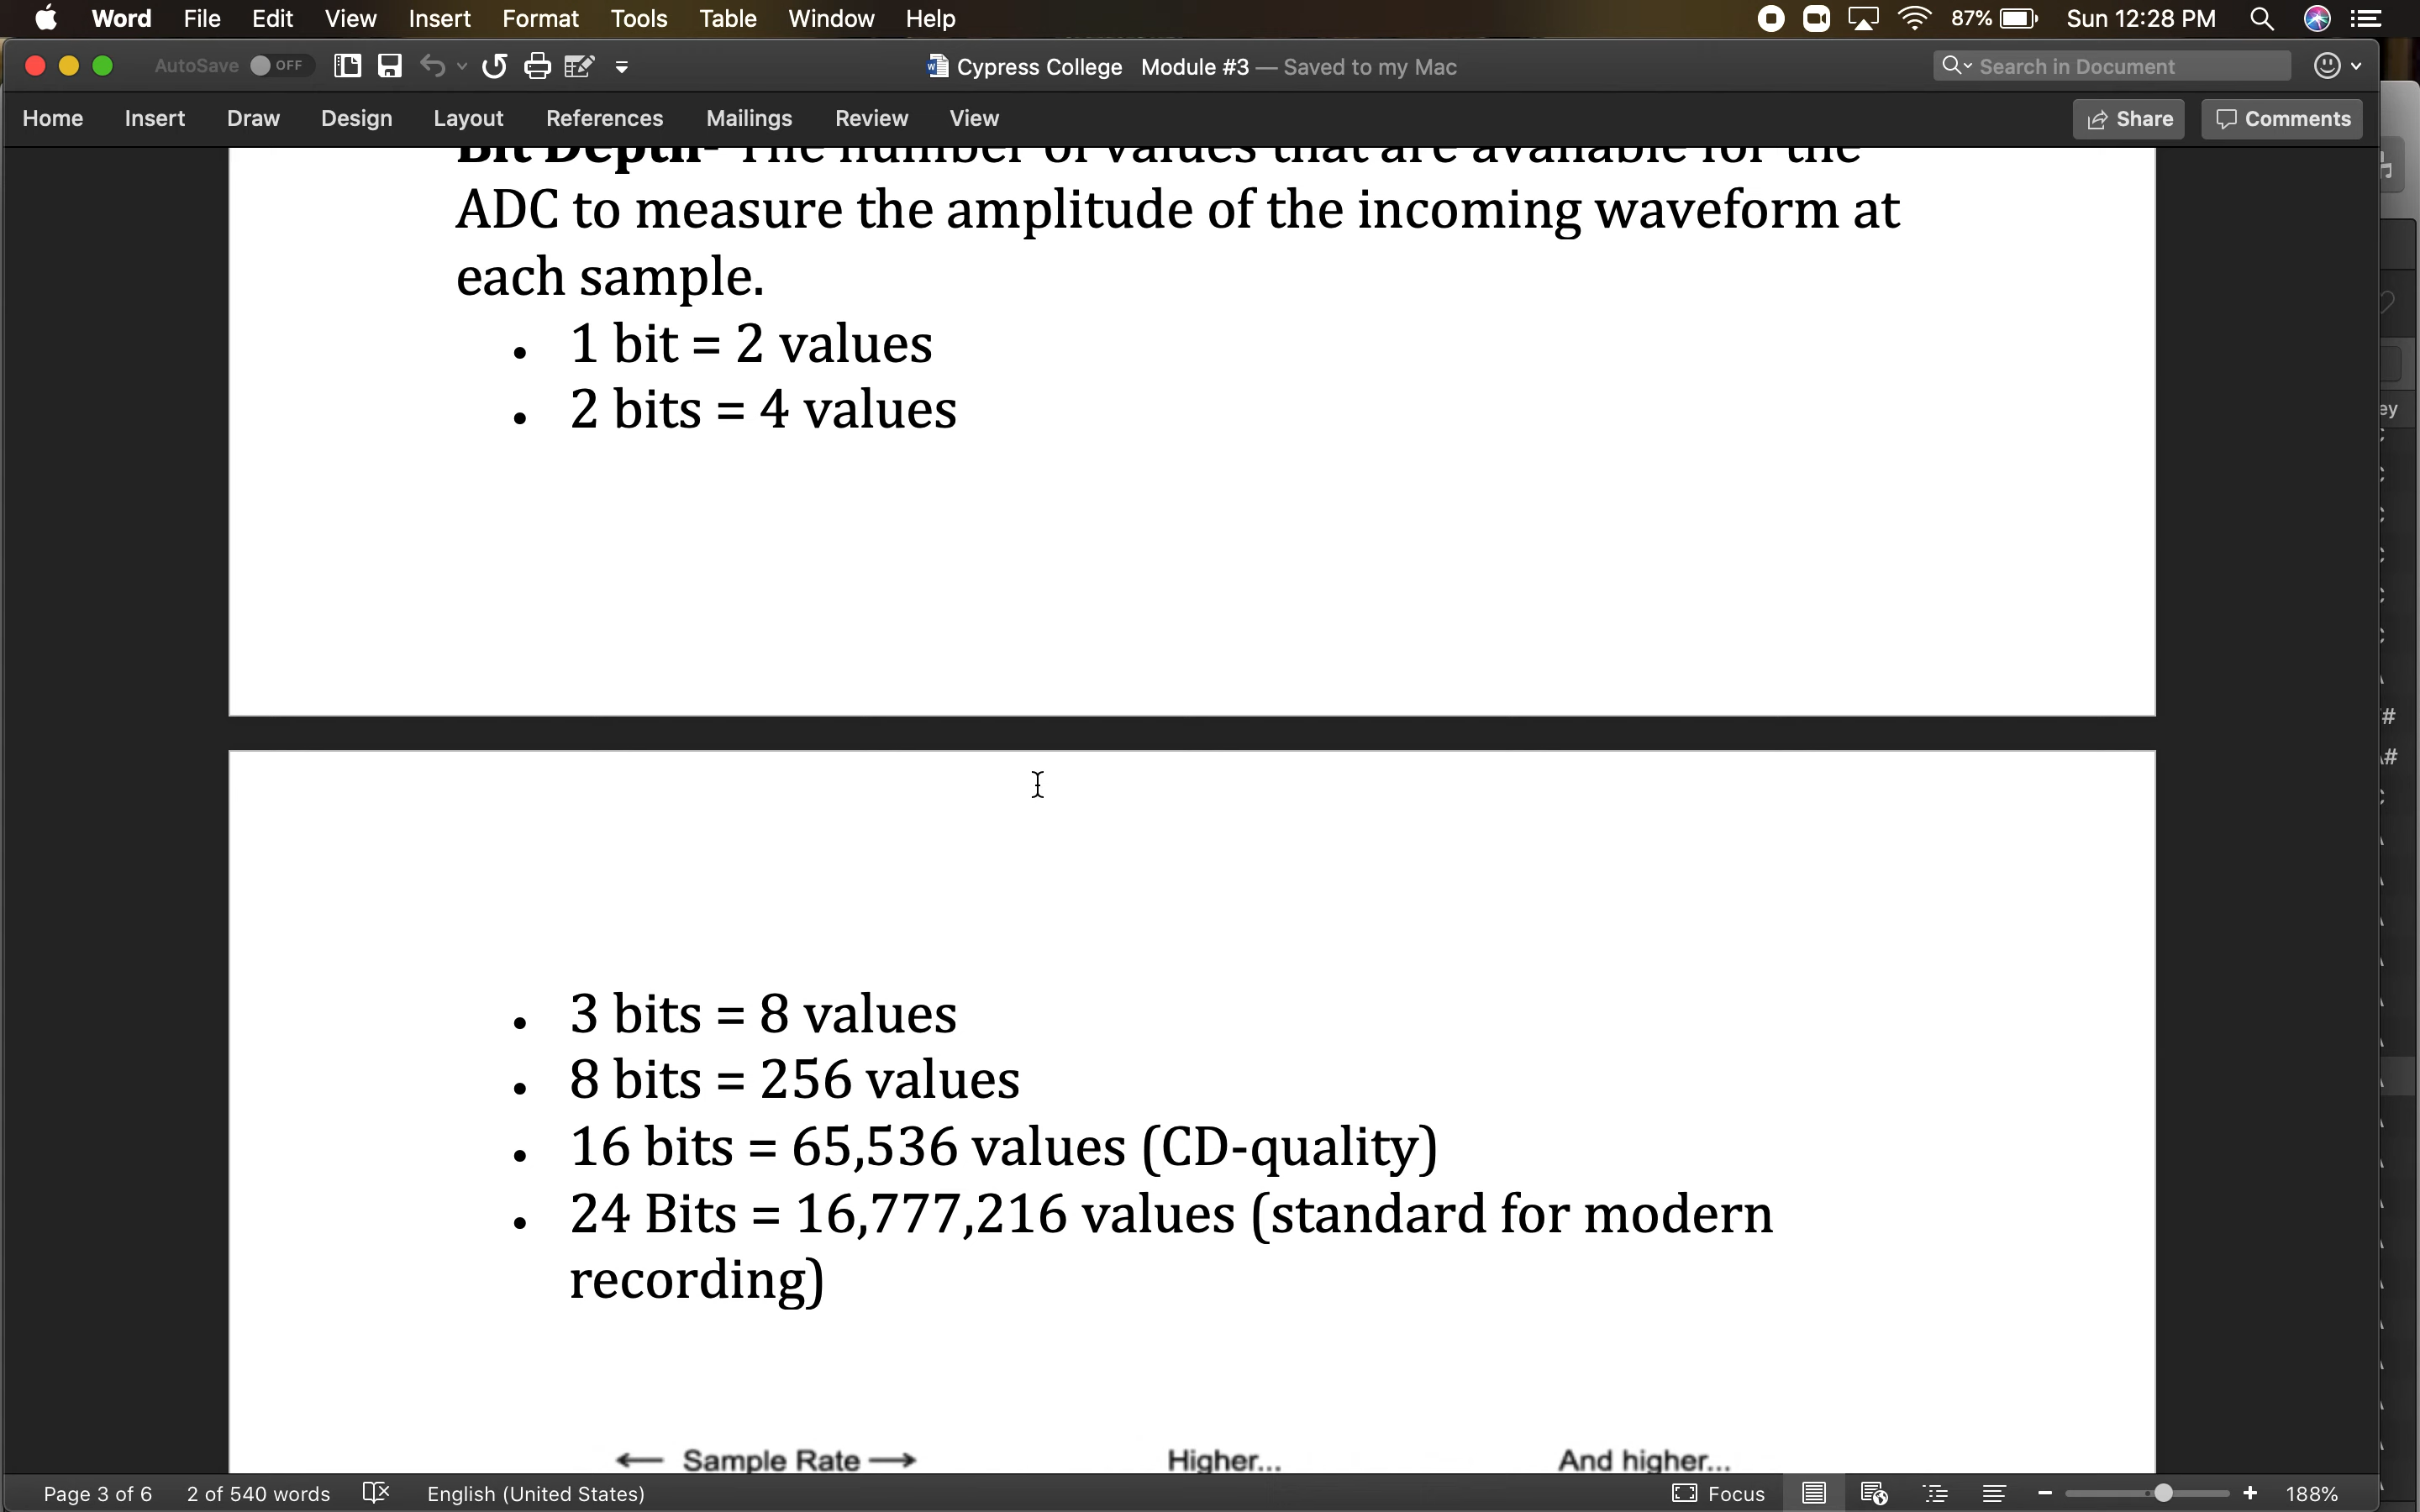 Word File Edit View Insert Format Tools Table Window Help 87% Sun 12:28 PM
AutoSave OFF Cypress College Module #3 — Saved to my Mac Search in Document
Home Insert Draw Design Layout References Mailings Review View Share Comments
Bit Depth- The number of values that are available for the
ADC to measure the amplitude of the incoming waveform at
each sample.
• 1 bit = 2 values
• 2 bits = 4 values
• 3 bits = 8 values
• 8 bits = 256 values
• 16 bits = 65,536 values (CD-quality)
• 24 Bits = 16,777,216 values (standard for modern
recording)
← Sample Rate → Higher... And higher...
Page 3 of 6 2 of 540 words English (United States) Focus 188%